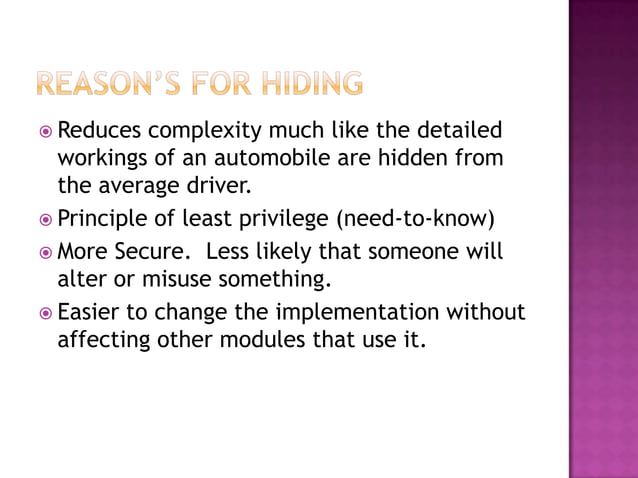 REASON'S FOR HIDING
Reduces complexity much like the detailed
workings of an automobile are hidden from
the average driver.
Principle of least privilege (need-to-know)
More Secure.  Less likely that someone will
alter or misuse something.
Easier to change the implementation without
affecting other modules that use it.